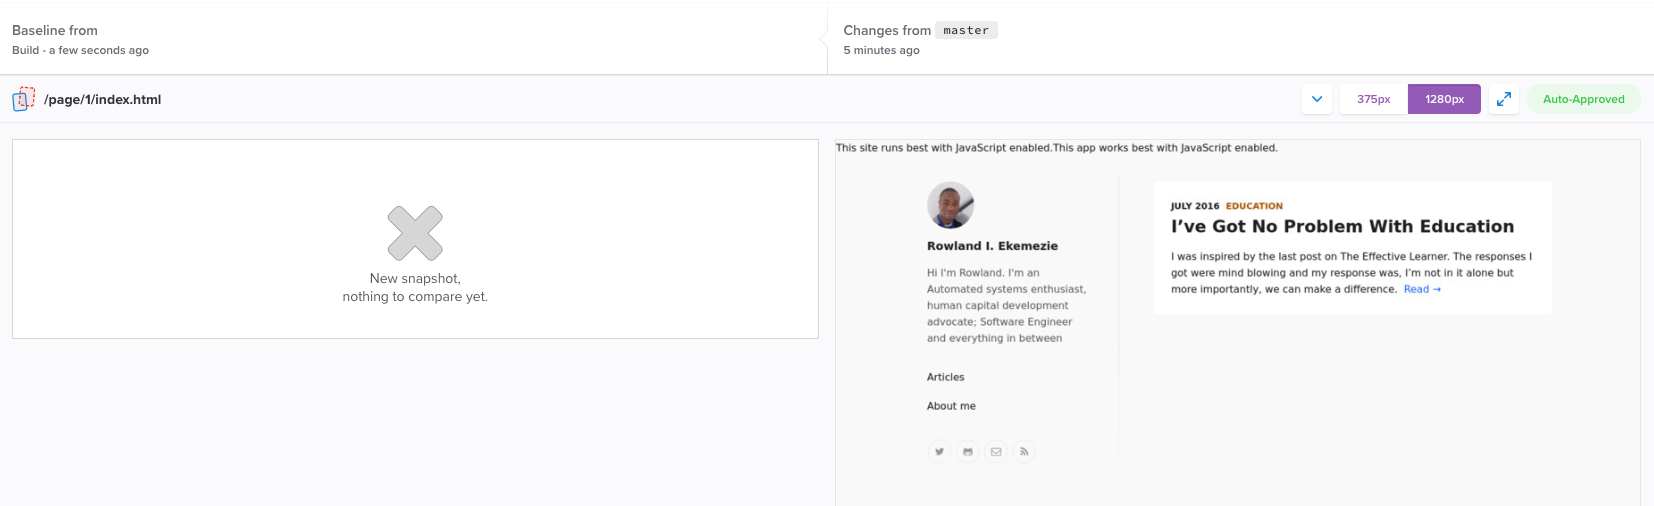 Baseline from
Build - a few seconds ago
Changes from master
5 minutes ago
/page/1/index.html
375px
1280px
Auto-Approved
New snapshot,
nothing to compare yet.
This site runs best with JavaScript enabled.This app works best with JavaScript enabled.
Rowland I. Ekemezie
Hi I'm Rowland. I'm an
Automated systems enthusiast,
human capital development
advocate; Software Engineer
and everything in between
Articles
About me
JULY 2016 EDUCATION
I’ve Got No Problem With Education
I was inspired by the last post on The Effective Learner. The responses I
got were mind blowing and my response was, I’m not in it alone but
more importantly, we can make a difference. Read →